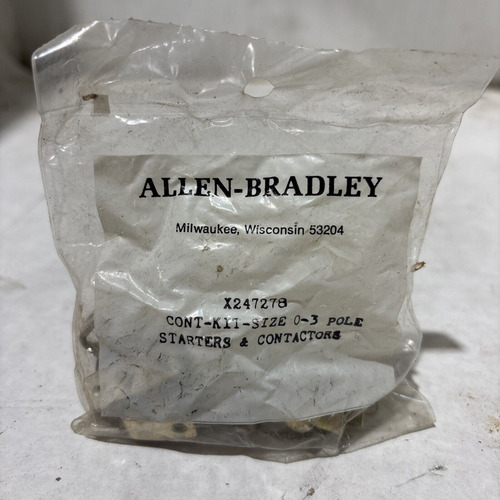 ALLEN-BRADLEY
Milwaukee, Wisconsin 53204
X247278
CONT-KIT-SIZE 0-3 POLE
STARTERS & CONTACTORS